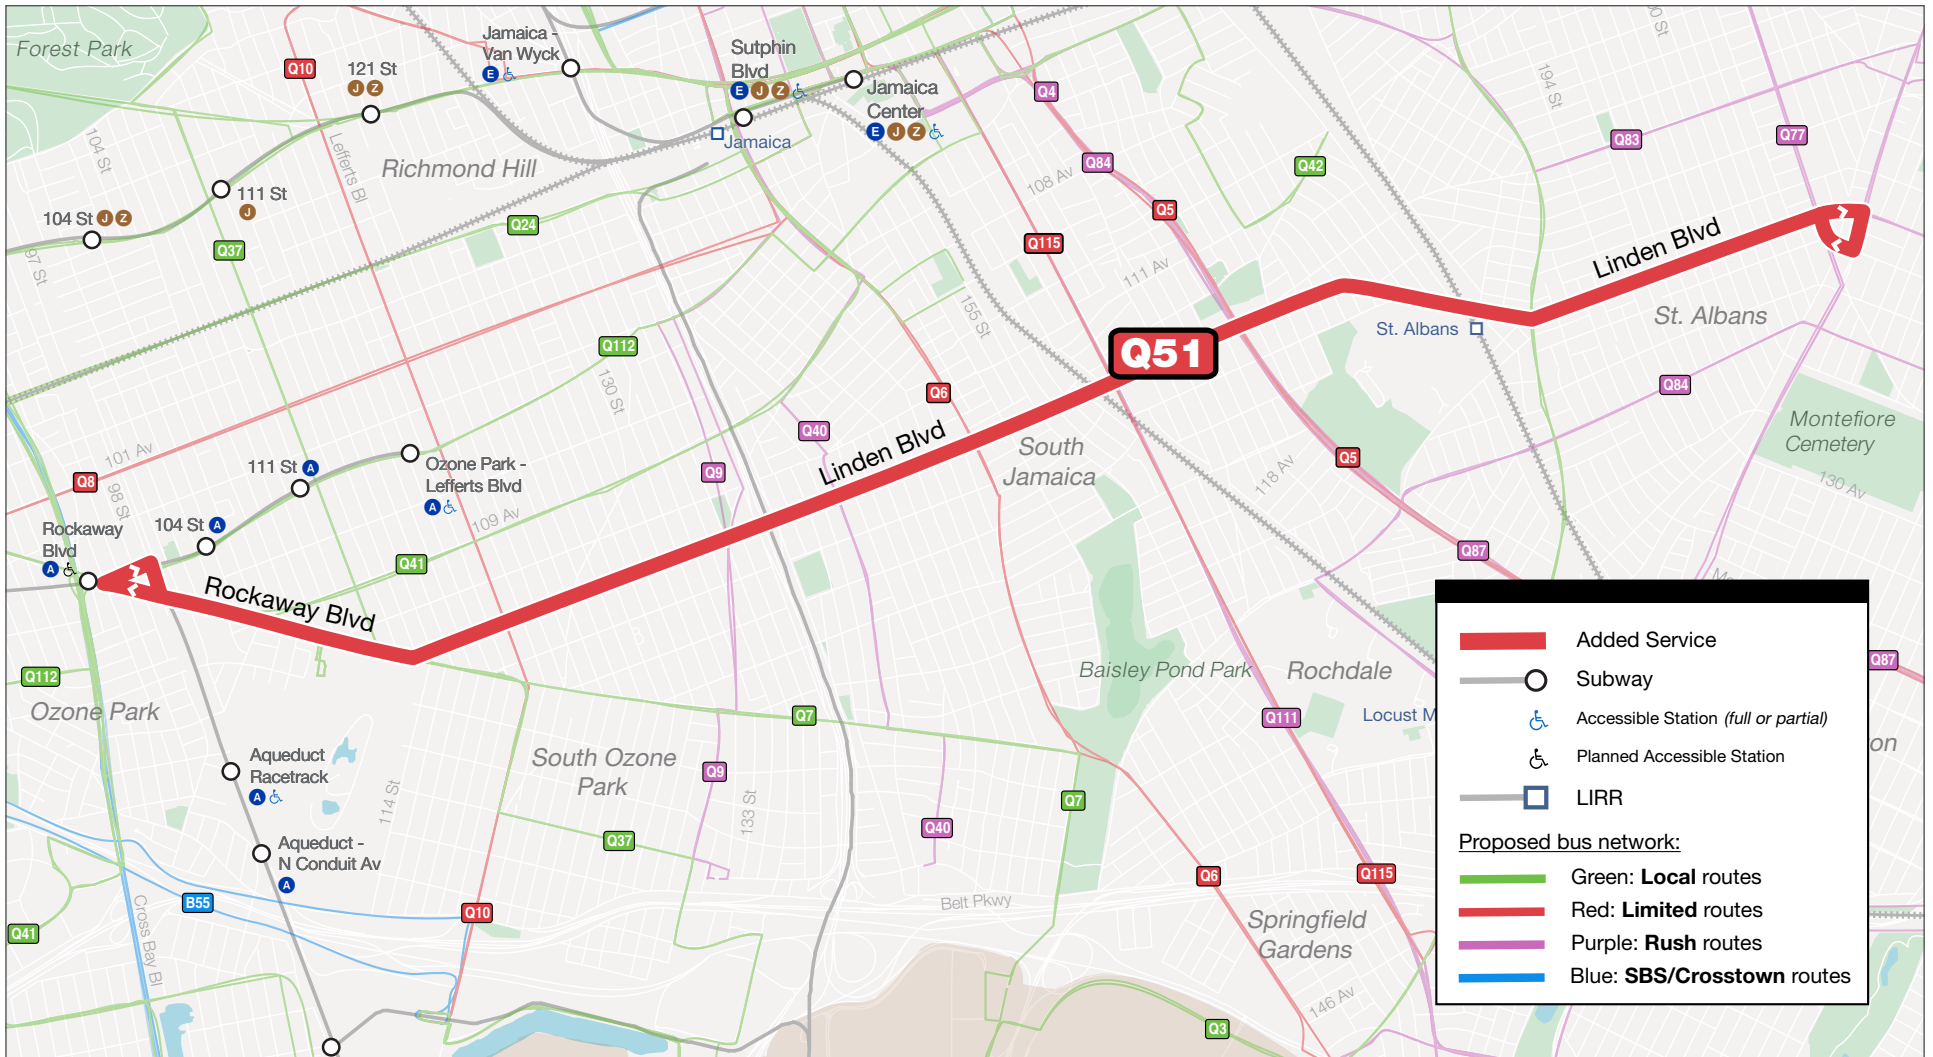 Forest Park
Q10
121 St
J Z
Jamaica -
Van Wyck
E
Sutphin
Blvd
E J Z
Jamaica
Center
E J Z
Jamaica
Q4
194 St
Q83
Q77
104 St
Lefferts Bl
Richmond Hill
111 St
J
104 St J Z
Q37
97 St
Q24
108 Av
Q84
Q5
Q42
Q115
111 Av
Linden Blvd
St. Albans
St. Albans
155 St
Q112
130 St
Q51
Q6
Q84
Montefiore
Cemetery
130 Av
101 Av
Q8
98 St
111 St A
Ozone Park -
Lefferts Blvd
A
Q40
Q9
Linden Blvd
South
Jamaica
118 Av
Q5
109 Av
104 St A
Rockaway
Blvd
A
Q41
Rockaway Blvd
Q87
Q112
Ozone Park
Q7
Baisley Pond Park
Rochdale
Q111
Locust M
Q87
on
Aqueduct
Racetrack
A
114 St
South Ozone
Park
Q9
133 St
Q7
Q40
Q37
Aqueduct -
N Conduit Av
A
B55
Q10
Q41
Cross Bay Bl
Belt Pkwy
Q6
Q115
Springfield
Gardens
146 Av
Q3
Added Service
Subway
Accessible Station (full or partial)
Planned Accessible Station
LIRR
Proposed bus network:
Green: Local routes
Red: Limited routes
Purple: Rush routes
Blue: SBS/Crosstown routes